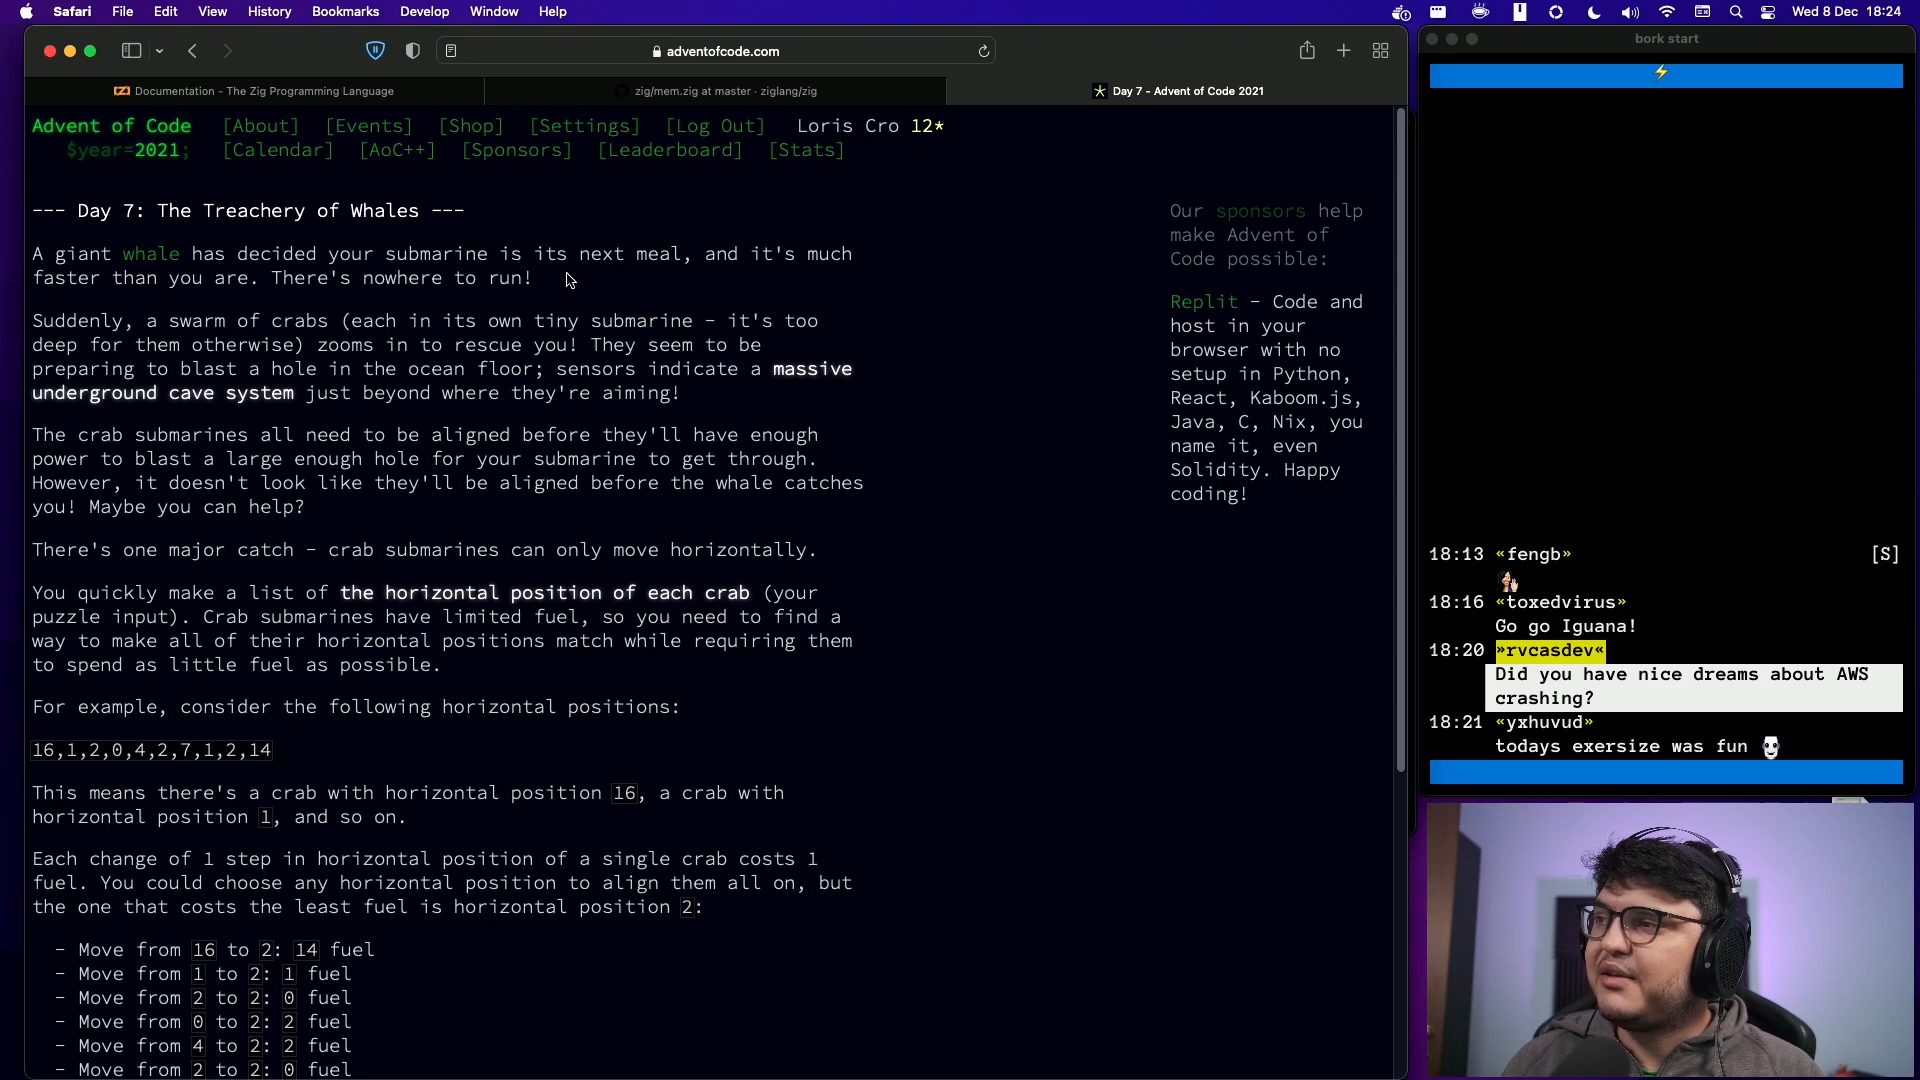 Safari File Edit View History Bookmarks Develop Window Help
Wed 8 Dec 18:24
adventofcode.com
bork start
Documentation - The Zig Programming Language
zig/mem.zig at master · ziglang/zig
Day 7 - Advent of Code 2021
Advent of Code [About] [Events] [Shop] [Settings] [Log Out] Loris Cro 12*
$year=2021; [Calendar] [AoC++] [Sponsors] [Leaderboard] [Stats]
--- Day 7: The Treachery of Whales ---
A giant whale has decided your submarine is its next meal, and it's much
faster than you are. There's nowhere to run!
Suddenly, a swarm of crabs (each in its own tiny submarine - it's too
deep for them otherwise) zooms in to rescue you! They seem to be
preparing to blast a hole in the ocean floor; sensors indicate a massive
underground cave system just beyond where they're aiming!
The crab submarines all need to be aligned before they'll have enough
power to blast a large enough hole for your submarine to get through.
However, it doesn't look like they'll be aligned before the whale catches
you! Maybe you can help?
There's one major catch - crab submarines can only move horizontally.
You quickly make a list of the horizontal position of each crab (your
puzzle input). Crab submarines have limited fuel, so you need to find a
way to make all of their horizontal positions match while requiring them
to spend as little fuel as possible.
For example, consider the following horizontal positions:
16,1,2,0,4,2,7,1,2,14
This means there's a crab with horizontal position 16, a crab with
horizontal position 1, and so on.
Each change of 1 step in horizontal position of a single crab costs 1
fuel. You could choose any horizontal position to align them all on, but
the one that costs the least fuel is horizontal position 2:
- Move from 16 to 2: 14 fuel
- Move from 1 to 2: 1 fuel
- Move from 2 to 2: 0 fuel
- Move from 0 to 2: 2 fuel
- Move from 4 to 2: 2 fuel
- Move from 2 to 2: 0 fuel
Our sponsors help
make Advent of
Code possible:
Replit - Code and
host in your
browser with no
setup in Python,
React, Kaboom.js,
Java, C, Nix, you
name it, even
Solidity. Happy
coding!
18:13 «fengb» [S]
18:16 «toxedvirus»
Go go Iguana!
18:20 »rvcasdev«
Did you have nice dreams about AWS
crashing?
18:21 «yxhuvud»
todays exersize was fun